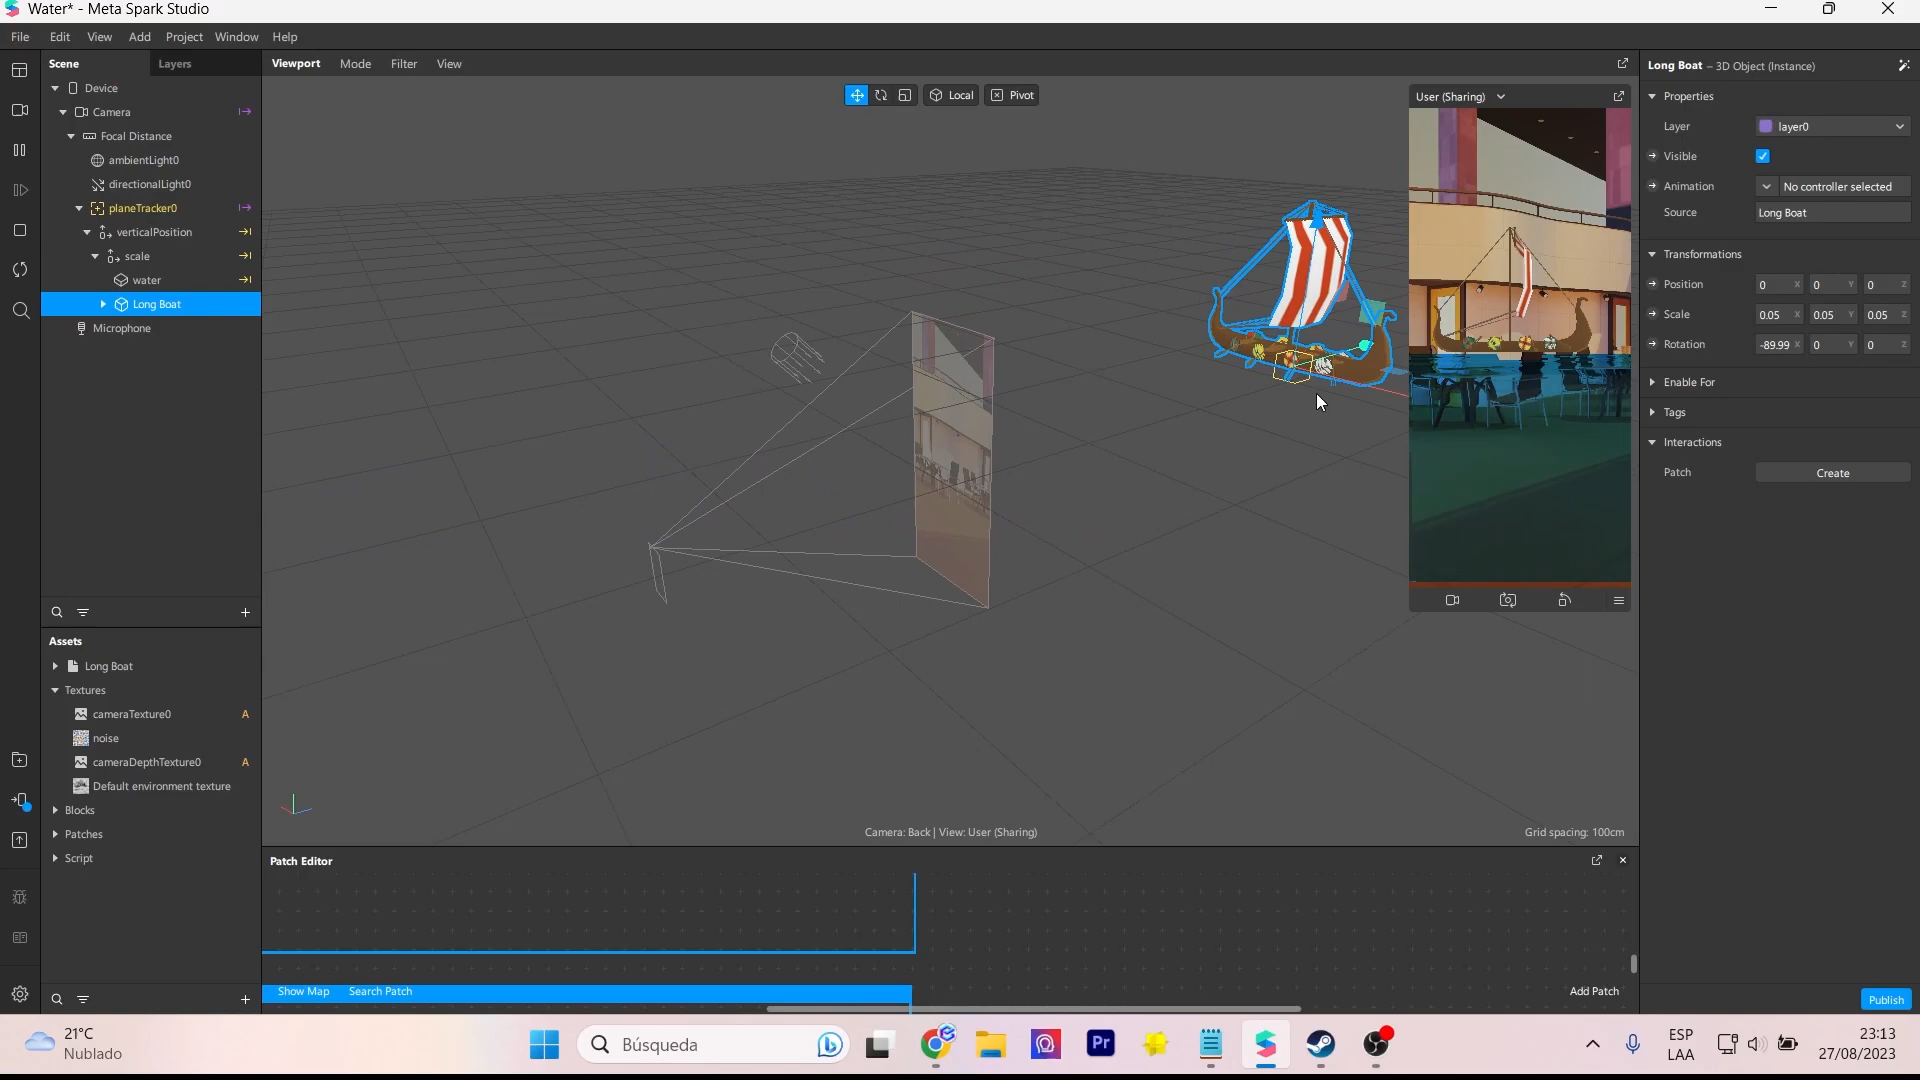 Water* - Meta Spark Studio
File Edit View Add Project Window Help
Scene Layers
Device
Camera
Focal Distance
ambientLight0
directionalLight0
planeTracker0
verticalPosition
scale
water
Long Boat
Microphone
Assets
Long Boat
Textures
cameraTexture0 A
noise
cameraDepthTexture0 A
Default environment texture
Blocks
Patches
Script
Viewport Mode Filter View
Local Pivot
User (Sharing)
Camera: Back | View: User (Sharing)
Grid spacing: 100cm
Patch Editor
Show Map Search Patch
Add Patch
Long Boat – 3D Object (Instance)
Properties
Layer layer0
Visible
Animation No controller selected
Source Long Boat
Transformations
Position 0 X 0 Y 0 Z
Scale 0.05 X 0.05 Y 0.05 Z
Rotation -89.99 X 0 Y 0 Z
Enable For
Tags
Interactions
Patch Create
Publish
21°C
Nublado
Búsqueda
Pr
ESP
LAA
23:13
27/08/2023